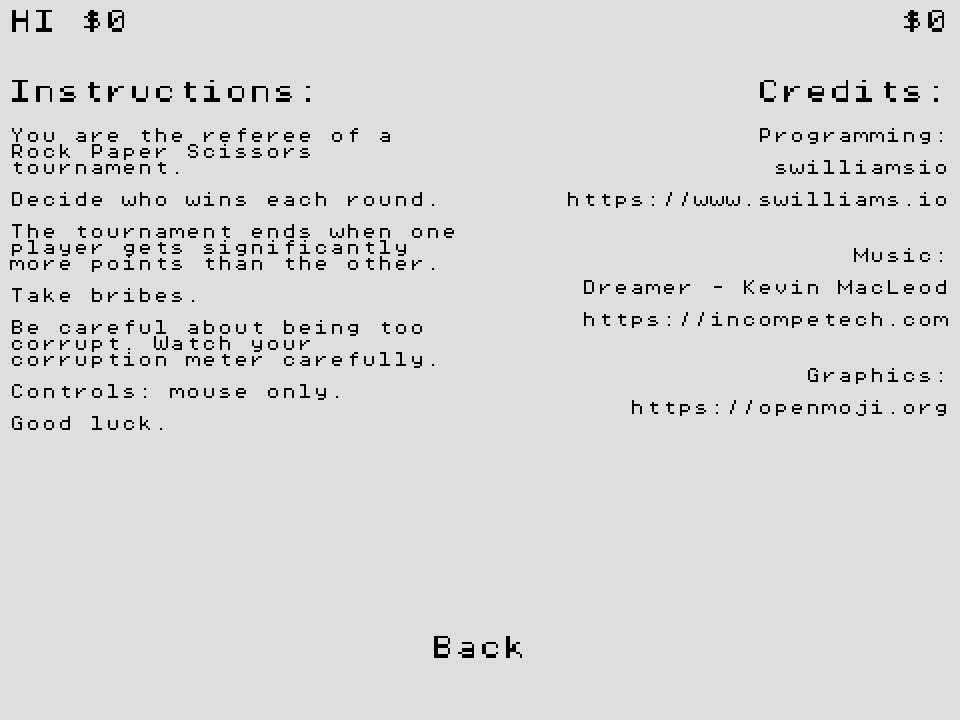 HI $0
$0
Instructions:
You are the referee of a
Rock Paper Scissors
tournament.
Decide who wins each round.
The tournament ends when one
player gets significantly
more points than the other.
Take bribes.
Be careful about being too
corrupt. Watch your
corruption meter carefully.
Controls: mouse only.
Good luck.
Credits:
Programming:
swilliamsio
https://www.swilliams.io
Music:
Dreamer - Kevin MacLeod
https://incompetech.com
Graphics:
https://openmoji.org
Back